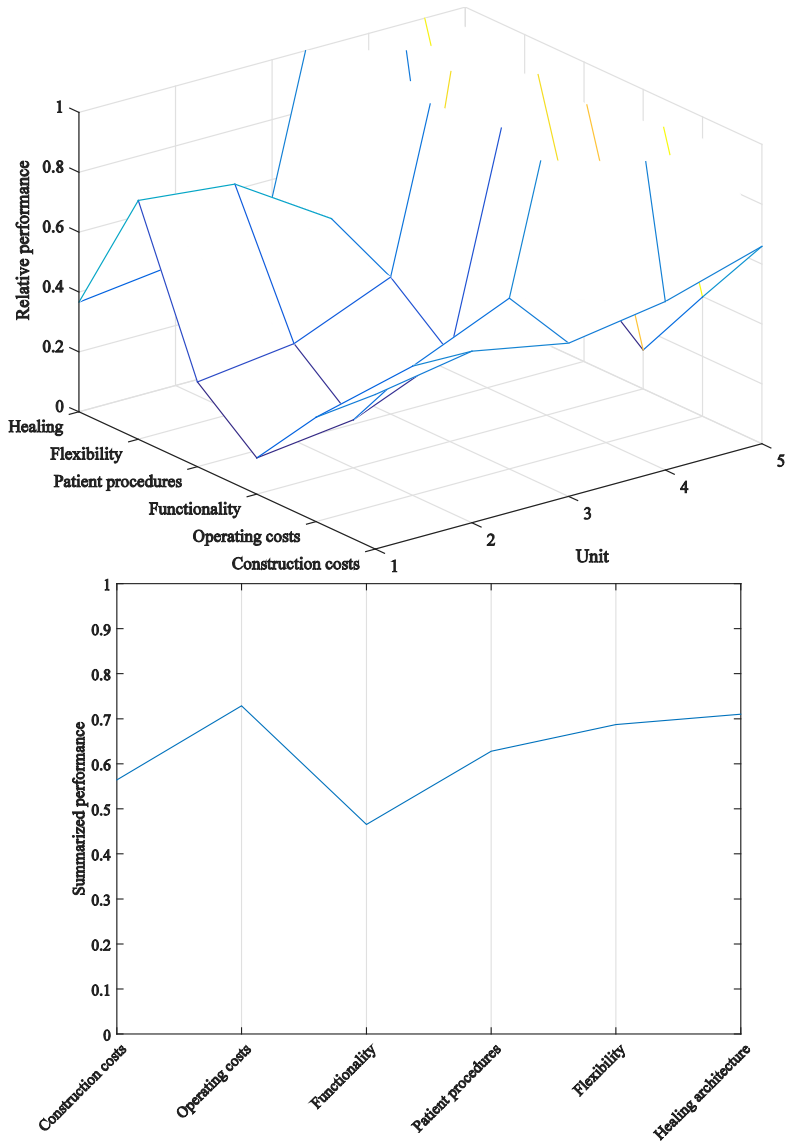 1
0.8
0.6
0.4
0.2
0
Relative performance
Healing
Flexibility
Patient procedures
Functionality
Operating costs
Construction costs
1
2
3
4
5
Unit
1
0.9
0.8
0.7
0.6
0.5
0.4
0.3
0.2
0.1
0
Summarized performance
Construction costs
Operating costs
Functionality
Patient procedures
Flexibility
Healing architecture